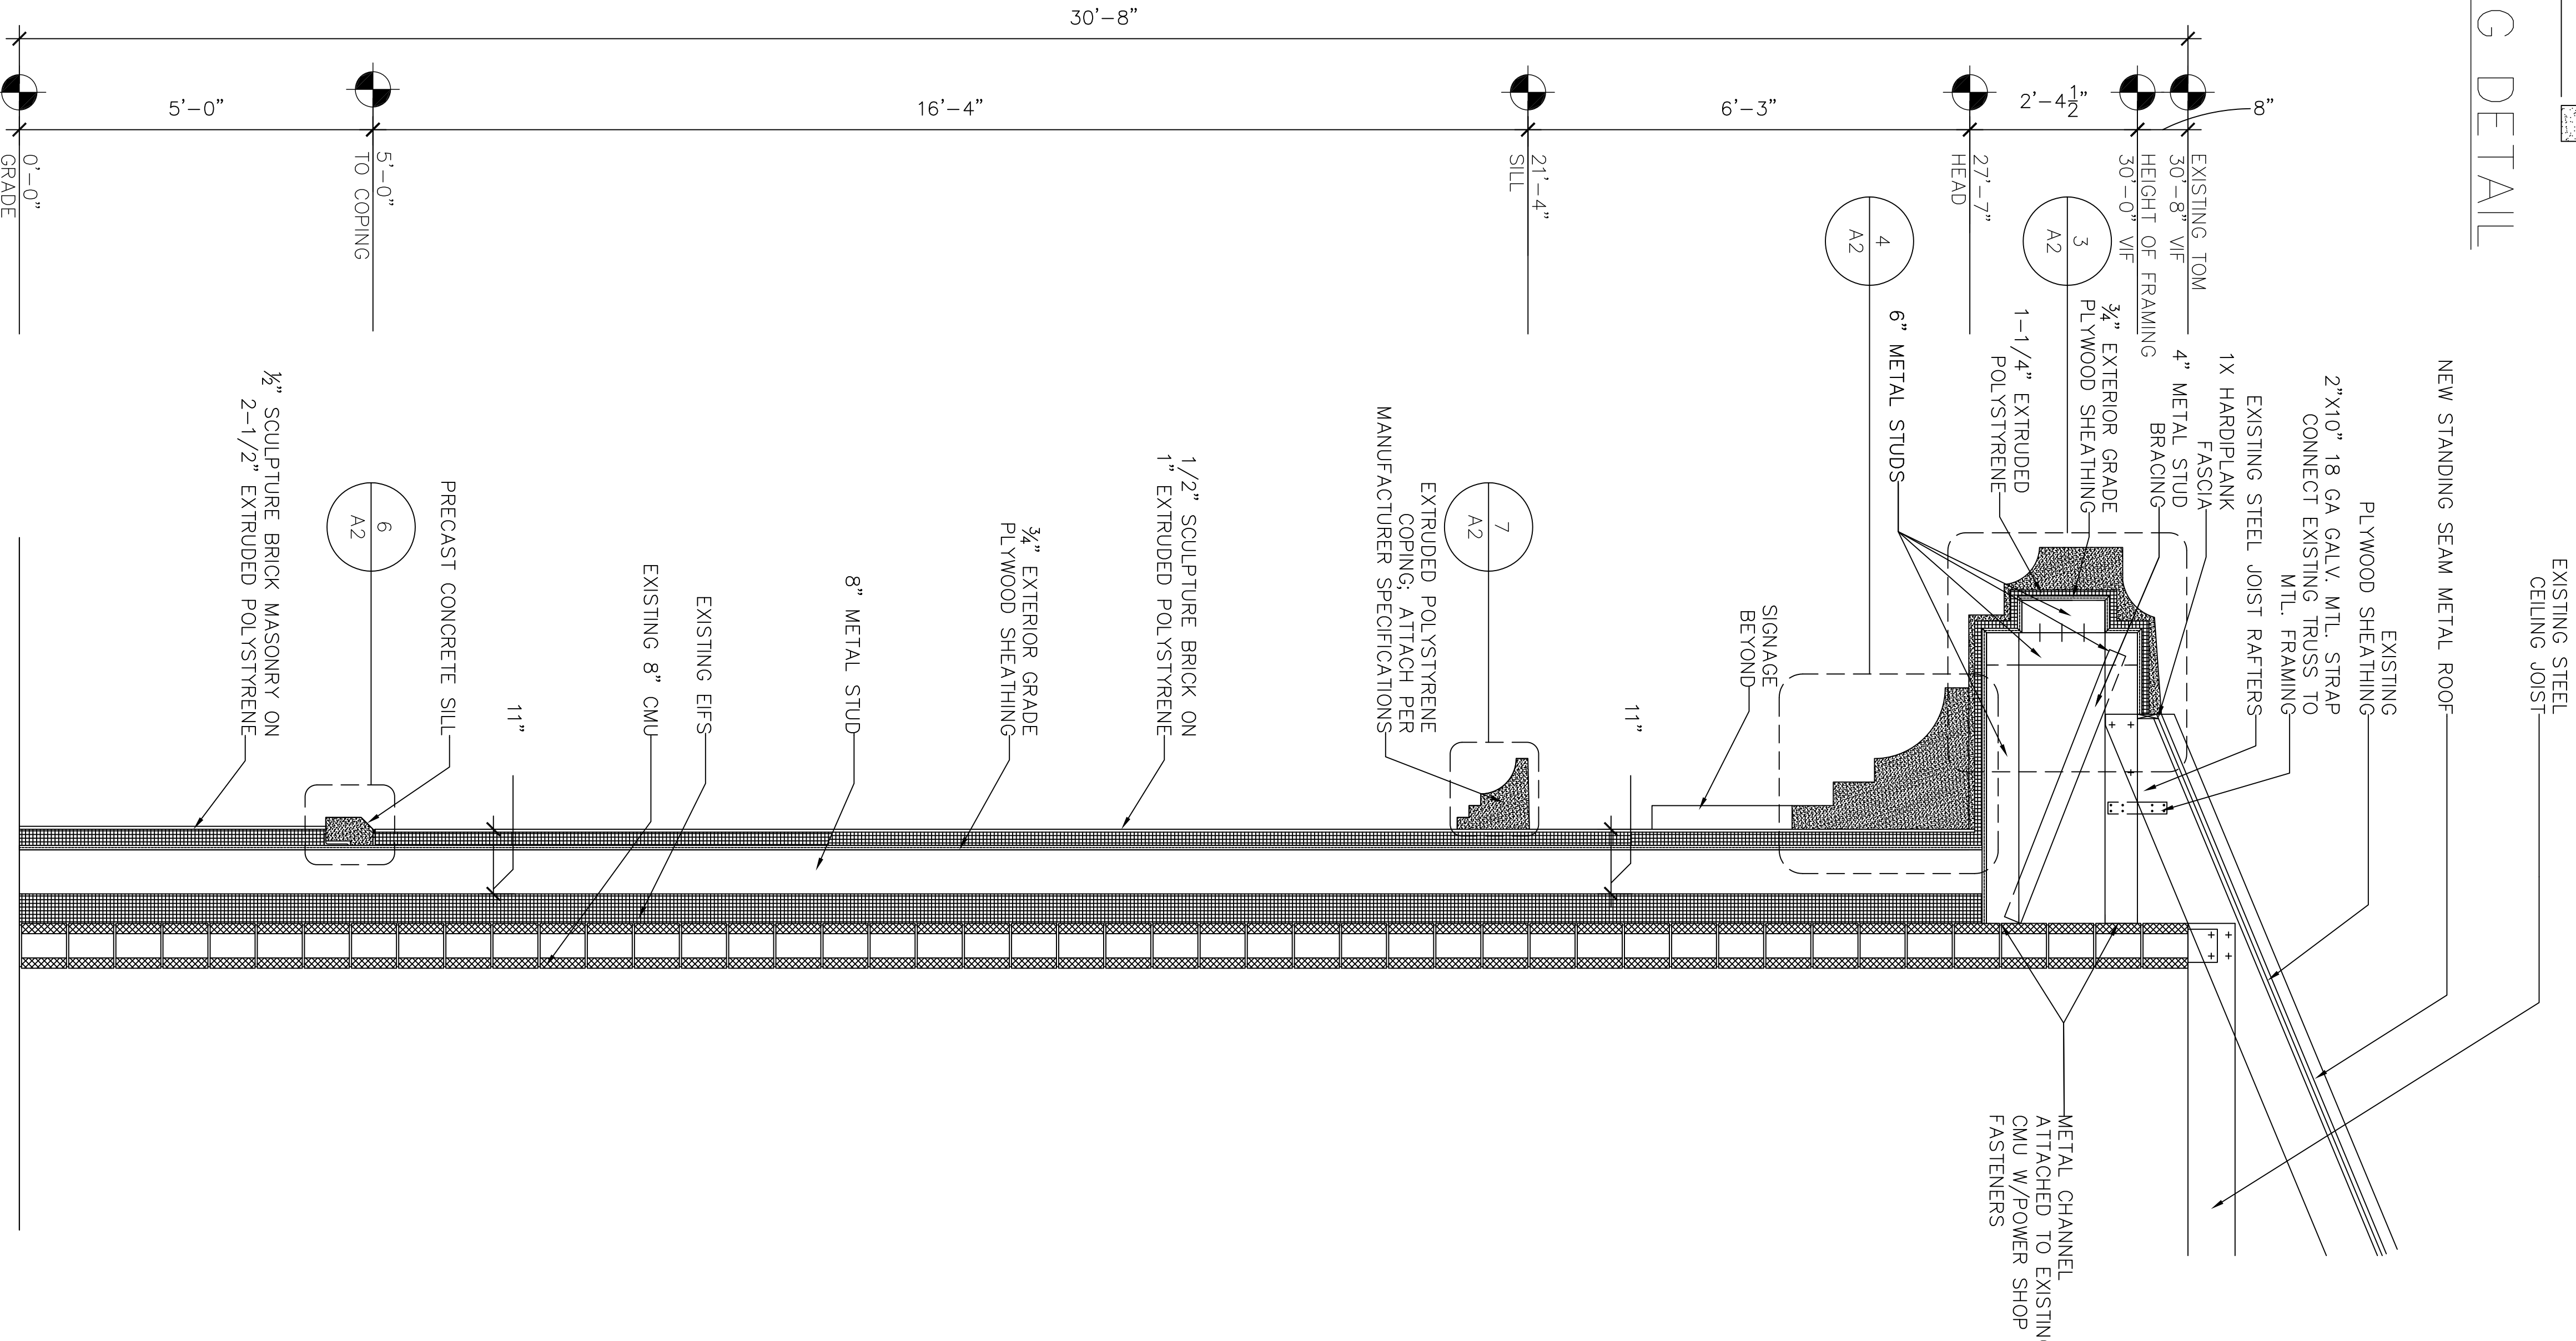 G DETAIL
30'-8"
5'-0"
16'-4"
6'-3"
2'-4½"
8"
0'-0"
GRADE
5'-0"
TO COPING
21'-4"
SILL
27'-7"
HEAD
HEIGHT OF FRAMING
30'-0" VIF
EXISTING TOM
30'-8" VIF
EXISTING STEEL
CEILING JOIST
NEW STANDING SEAM METAL ROOF
EXISTING
PLYWOOD SHEATHING
2"X10" 18 GA GALV. MTL. STRAP
CONNECT EXISTING TRUSS TO
MTL. FRAMING
EXISTING STEEL JOIST RAFTERS
1X HARDIPLANK
FASCIA
4" METAL STUD
BRACING
¾" EXTERIOR GRADE
PLYWOOD SHEATHING
3
A2
1-1/4" EXTRUDED
POLYSTYRENE
6" METAL STUDS
4
A2
METAL CHANNEL
ATTACHED TO EXISTIN
CMU W/POWER SHOP
FASTENERS
SIGNAGE
BEYOND
11"
7
A2
EXTRUDED POLYSTYRENE
COPING; ATTACH PER
MANUFACTURER SPECIFICATIONS
1/2" SCULPTURE BRICK ON
1" EXTRUDED POLYSTYRENE
¾" EXTERIOR GRADE
PLYWOOD SHEATHING
8" METAL STUD
EXISTING EIFS
EXISTING 8" CMU
11"
PRECAST CONCRETE SILL
6
A2
½" SCULPTURE BRICK MASONRY ON
2-1/2" EXTRUDED POLYSTYRENE